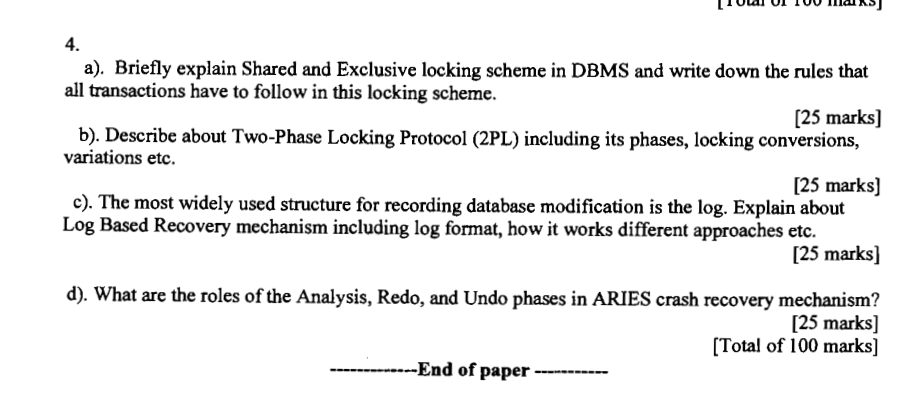 [Total of 100 marks]
4.
a). Briefly explain Shared and Exclusive locking scheme in DBMS and write down the rules that
all transactions have to follow in this locking scheme.
[25 marks]
b). Describe about Two-Phase Locking Protocol (2PL) including its phases, locking conversions,
variations etc.
[25 marks]
c). The most widely used structure for recording database modification is the log. Explain about
Log Based Recovery mechanism including log format, how it works different approaches etc.
[25 marks]
d). What are the roles of the Analysis, Redo, and Undo phases in ARIES crash recovery mechanism?
[25 marks]
[Total of 100 marks]
-------------End of paper -----------